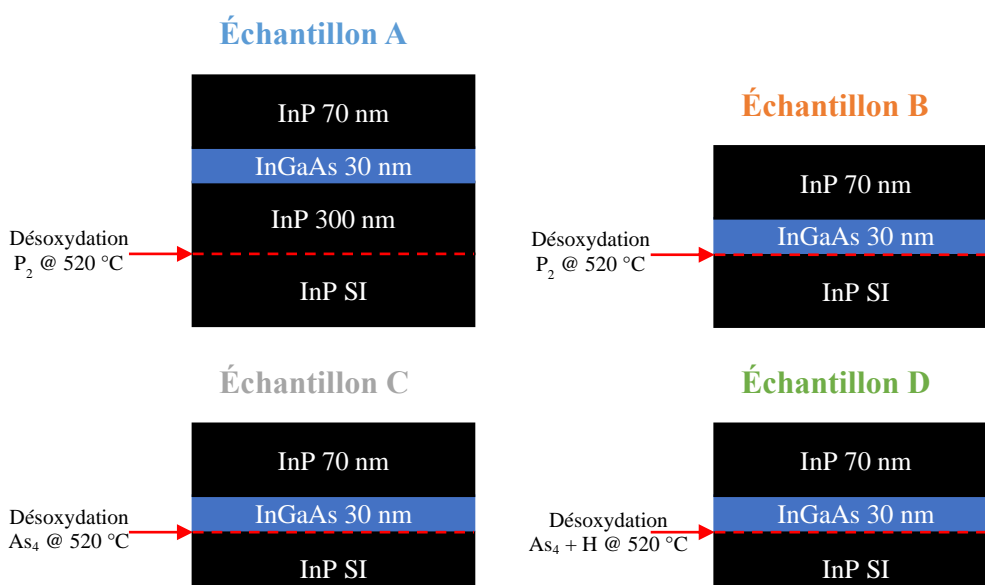 Échantillon A
InP 70 nm
InGaAs 30 nm
InP 300 nm
Désoxydation
P₂ @ 520 °C
InP SI
Échantillon B
InP 70 nm
InGaAs 30 nm
Désoxydation
P₂ @ 520 °C
InP SI
Échantillon C
InP 70 nm
InGaAs 30 nm
Désoxydation
As₄ @ 520 °C
InP SI
Échantillon D
InP 70 nm
InGaAs 30 nm
Désoxydation
As₄ + H @ 520 °C
InP SI